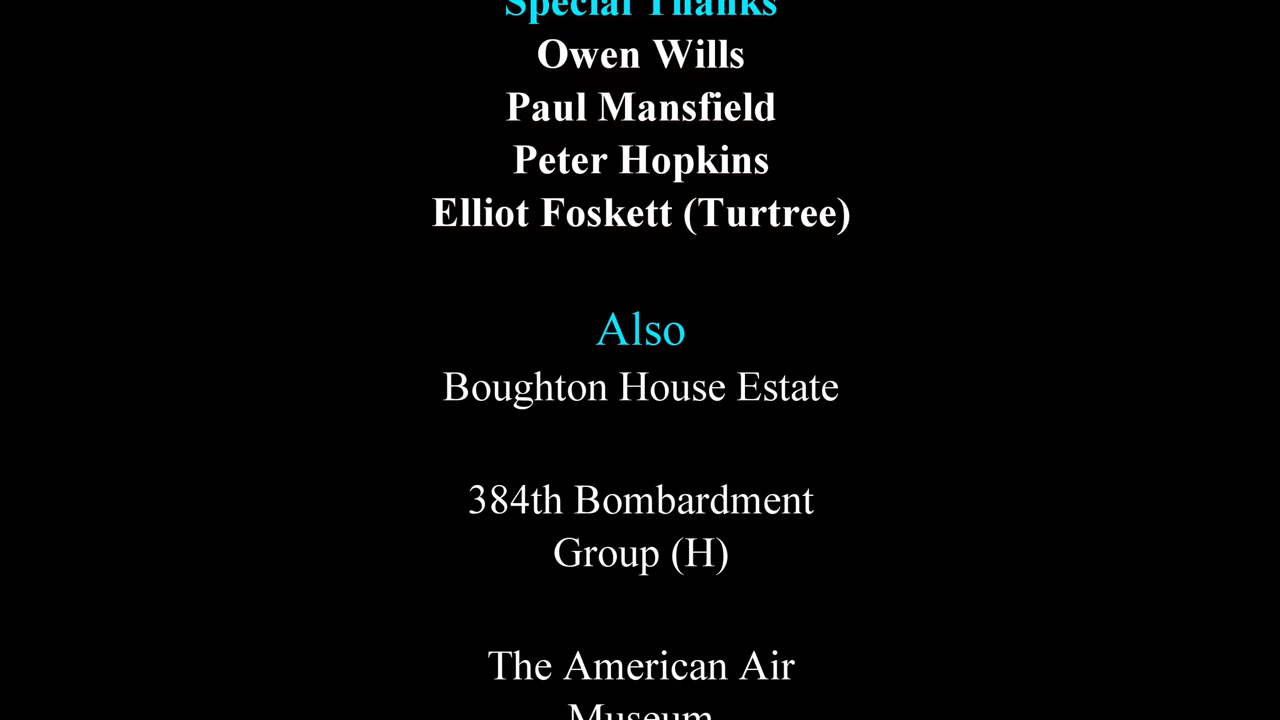 Special Thanks
Owen Wills
Paul Mansfield
Peter Hopkins
Elliot Foskett (Turtree)
Also
Boughton House Estate
384th Bombardment
Group (H)
The American Air
Museum